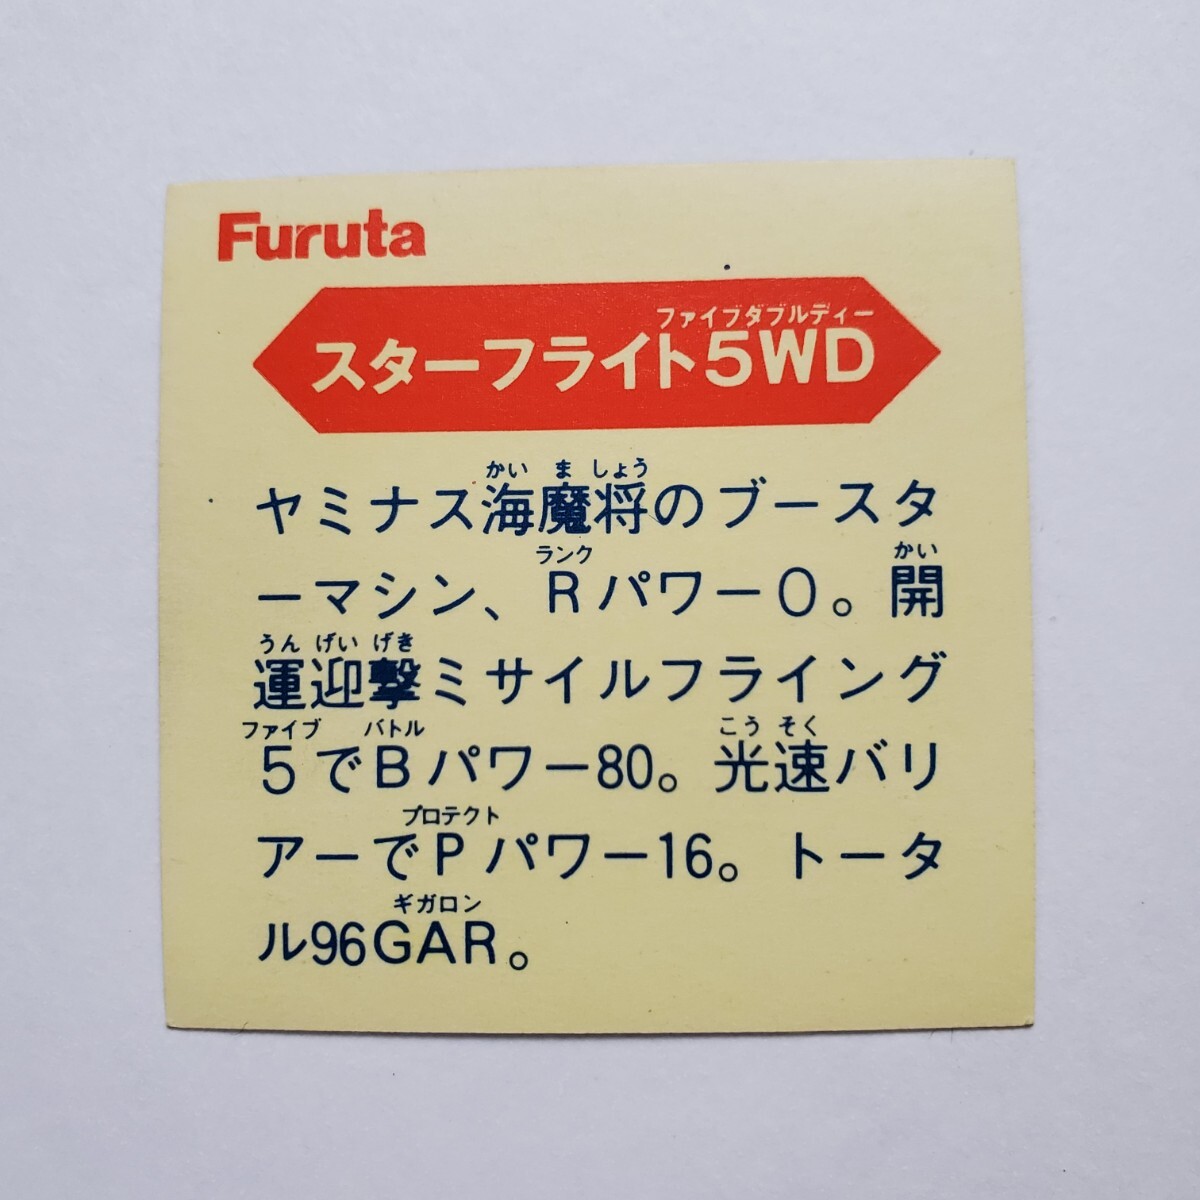 Furuta
ファイブダブルディー
スターフライト5WD
かい ま しょう
ヤミナス海魔将のブースタ
ランク かい
ーマシン、Rパワー0。開
うん げい げき
運迎撃ミサイルフライング
ファイブ バトル こう そく
5でBパワー80。光速バリ
プロテクト
アーでPパワー16。トータ
ギガロン
ル96GAR。